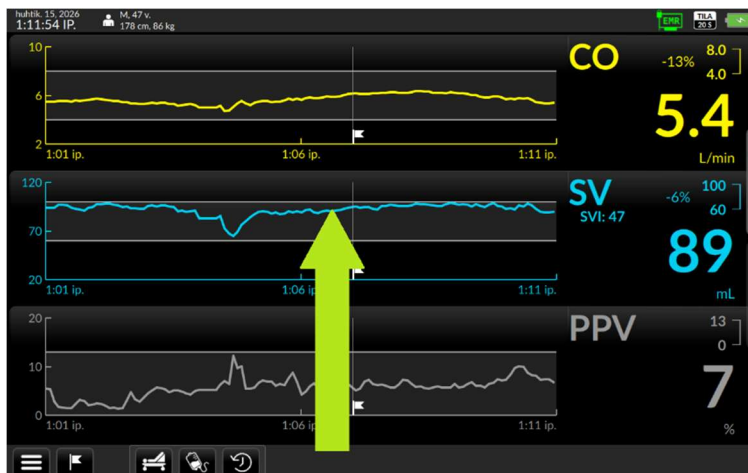 huhtik. 15, 2026
1:11:54 IP.
M, 47 v.
178 cm, 86 kg
EMR
TILA
20 S
10
6
2
1:01 ip.
1:06 ip.
1:11 ip.
CO
-13%
8.0
4.0
5.4
L/min
120
70
20
1:01 ip.
1:06 ip.
1:11 ip.
SV
SVI: 47
-6%
100
60
89
mL
20
10
0
1:01 ip.
1:06
1:11 ip.
PPV
13
0
7
%